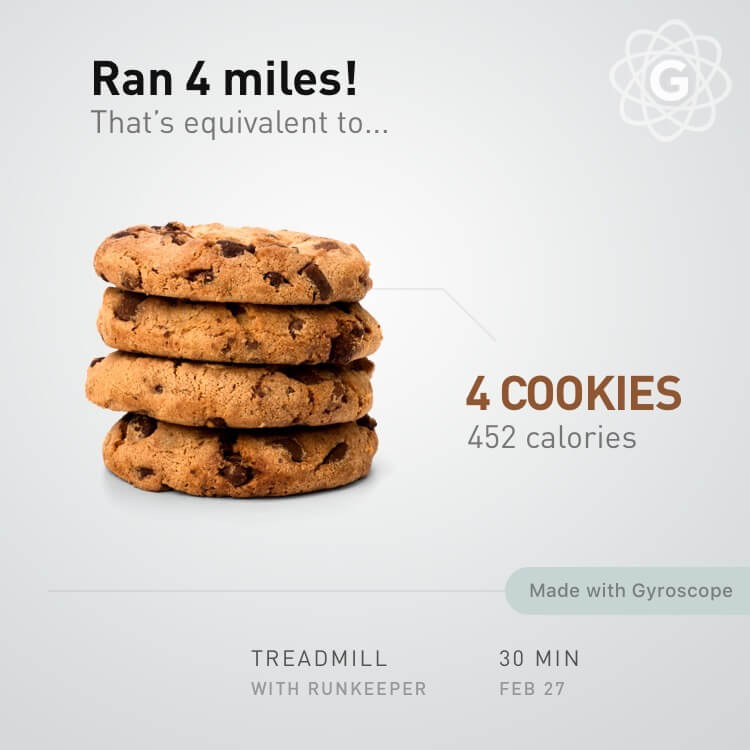 Ran 4 miles!
That's equivalent to...
G
4 COOKIES
452 calories
Made with Gyroscope
TREADMILL
WITH RUNKEEPER
30 MIN
FEB 27